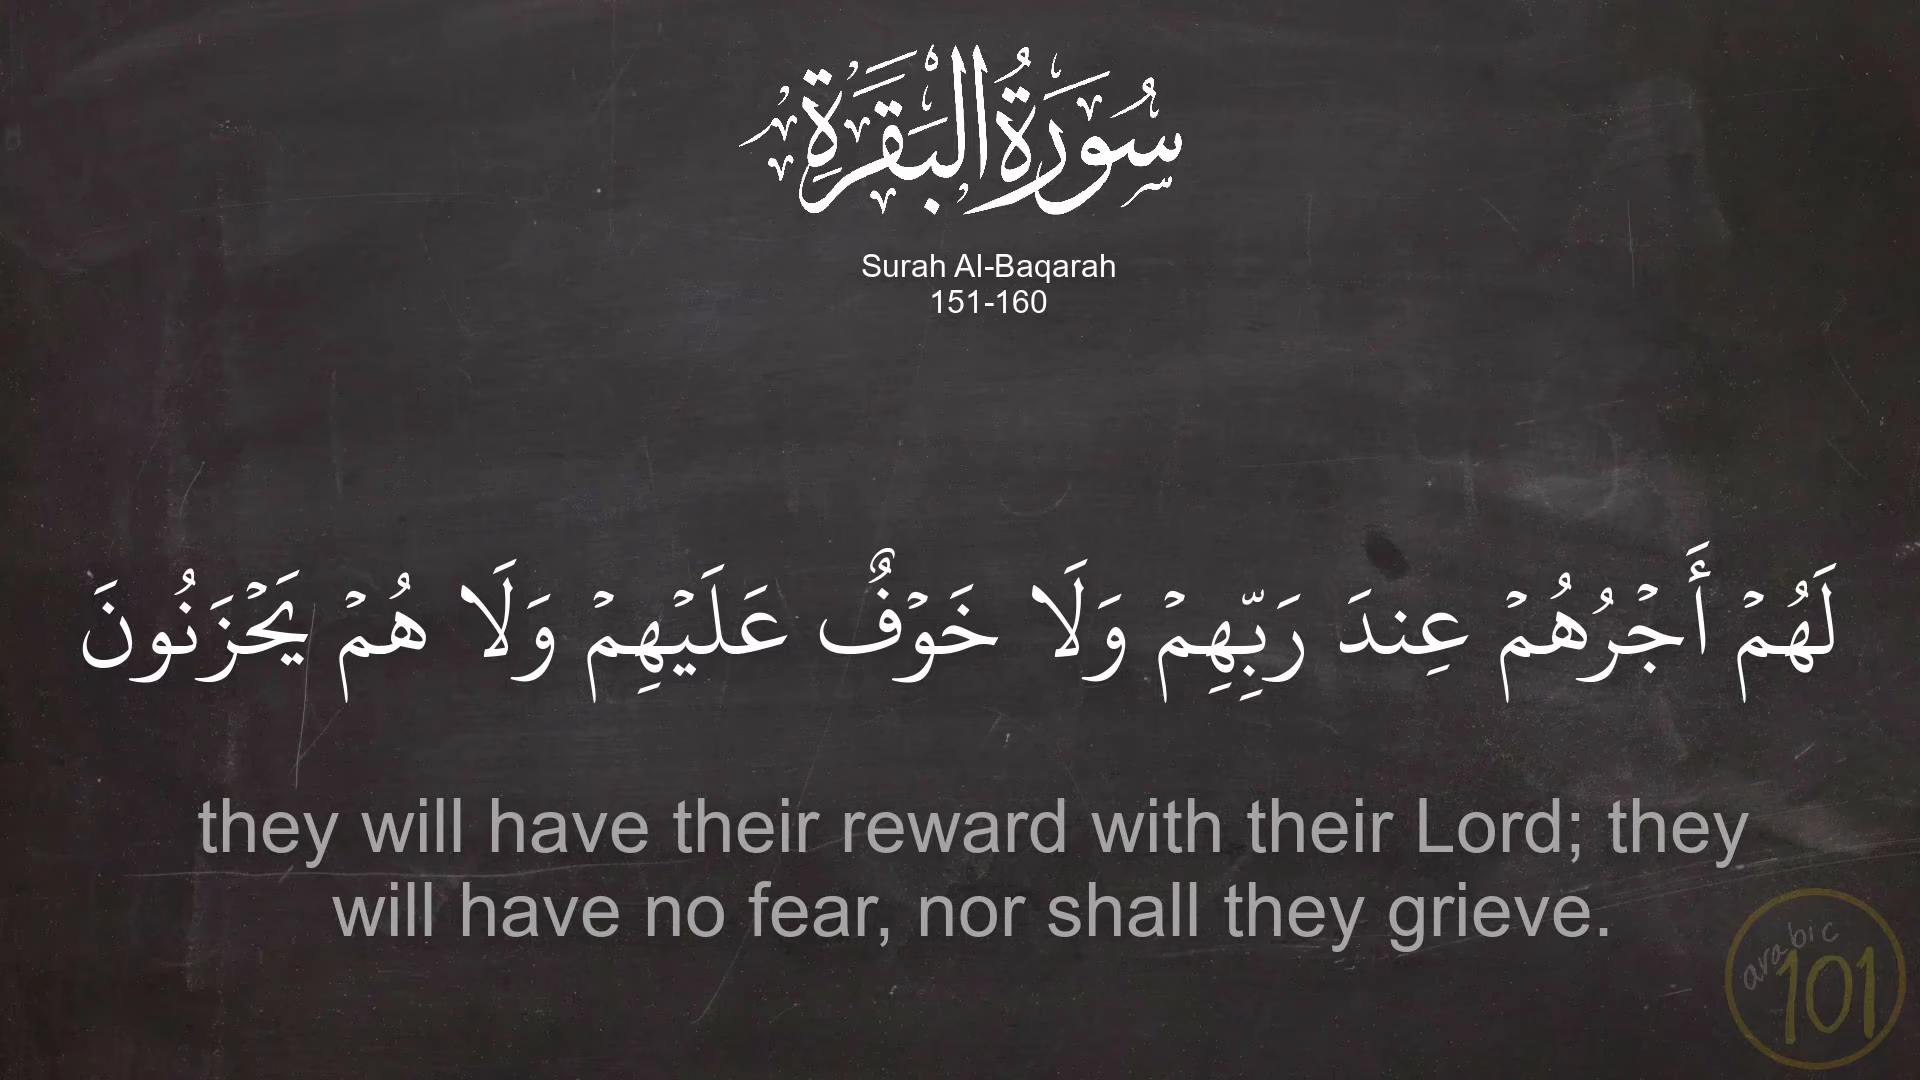 سُورَةُ الْبَقَرَةِ
Surah Al-Baqarah
151-160
لَهُمۡ أَجۡرُهُمۡ عِندَ رَبِّهِمۡ وَلَا خَوۡفٌ عَلَيۡهِمۡ وَلَا هُمۡ يَحۡزَنُونَ
they will have their reward with their Lord; they
will have no fear, nor shall they grieve.
arabic
101